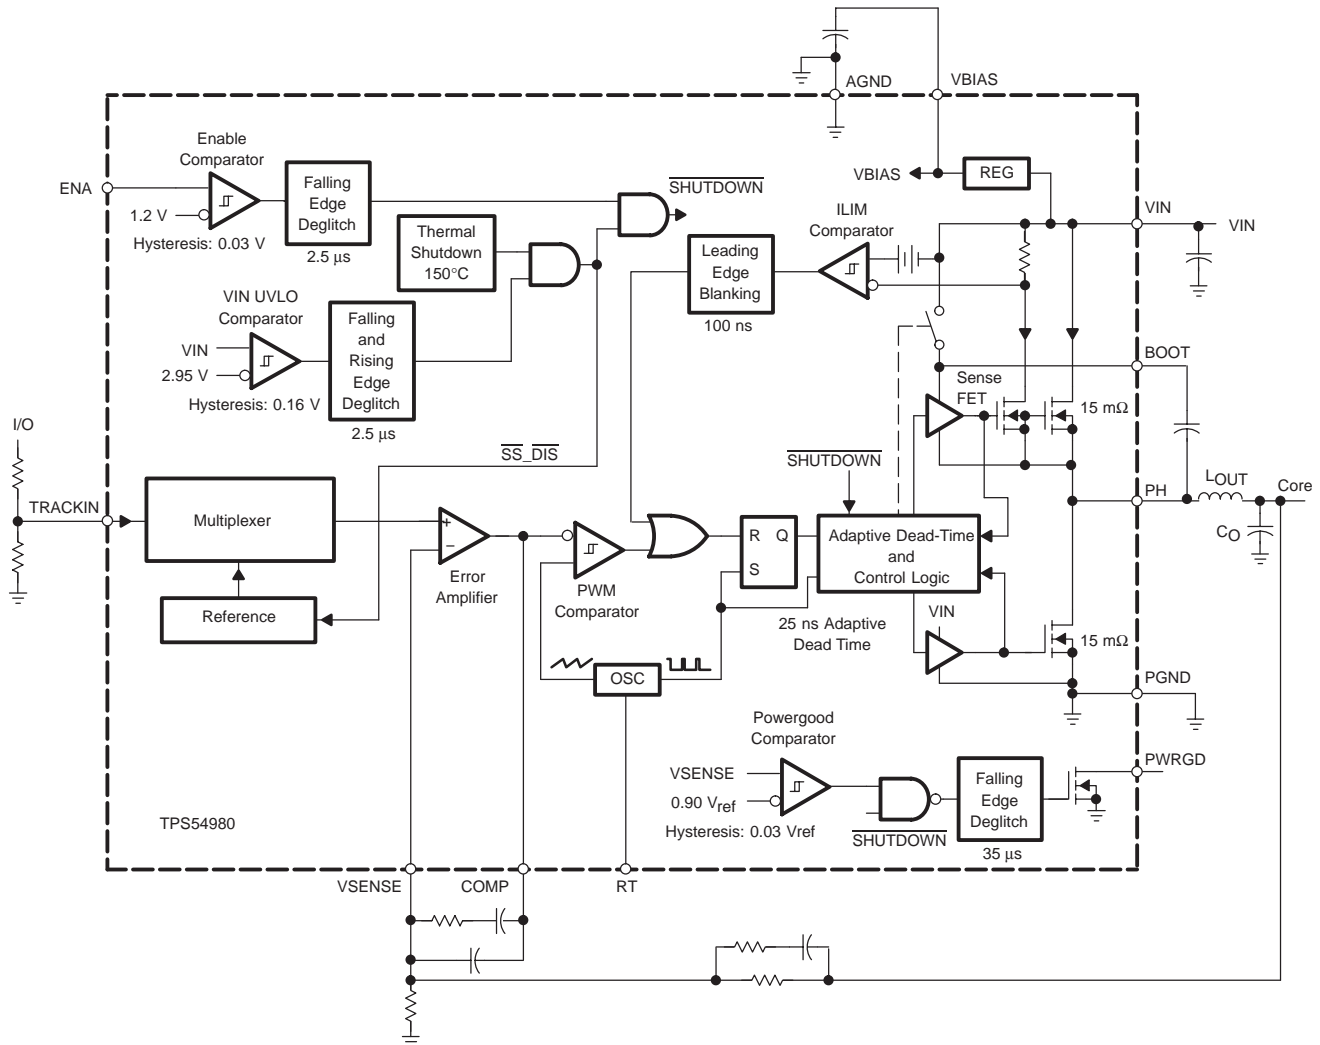 AGND
VBIAS
Enable
Comparator
ENA
1.2 V
Hysteresis: 0.03 V
Falling
Edge
Deglitch
2.5 μs
Thermal
Shutdown
150°C
SHUTDOWN
VBIAS
REG
ILIM
Comparator
Leading
Edge
Blanking
100 ns
VIN
VIN
VIN UVLO
Comparator
VIN
2.95 V
Hysteresis: 0.16 V
Falling
and
Rising
Edge
Deglitch
2.5 μs
BOOT
Sense
FET
15 mΩ
I/O
TRACKIN
Multiplexer
Reference
SS_DIS
Error
Amplifier
+
−
PWM
Comparator
R Q
S
SHUTDOWN
Adaptive Dead-Time
and
Control Logic
25 ns Adaptive
Dead Time
VIN
15 mΩ
PH
LOUT
Core
CO
PGND
OSC
Powergood
Comparator
VSENSE
0.90 Vref
Hysteresis: 0.03 Vref
SHUTDOWN
Falling
Edge
Deglitch
35 μs
PWRGD
TPS54980
VSENSE
COMP
RT